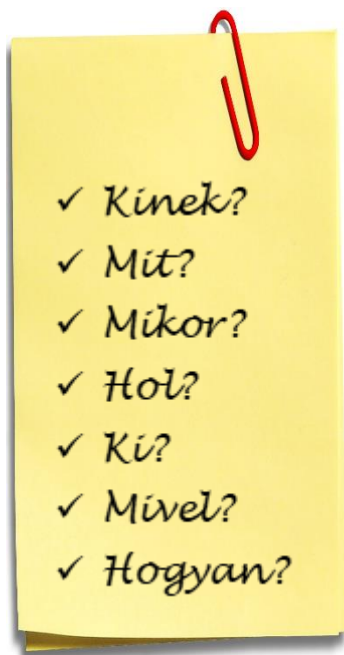 ✓ Kinek?
✓ Mit?
✓ Mikor?
✓ Hol?
✓ Ki?
✓ Mivel?
✓ Hogyan?